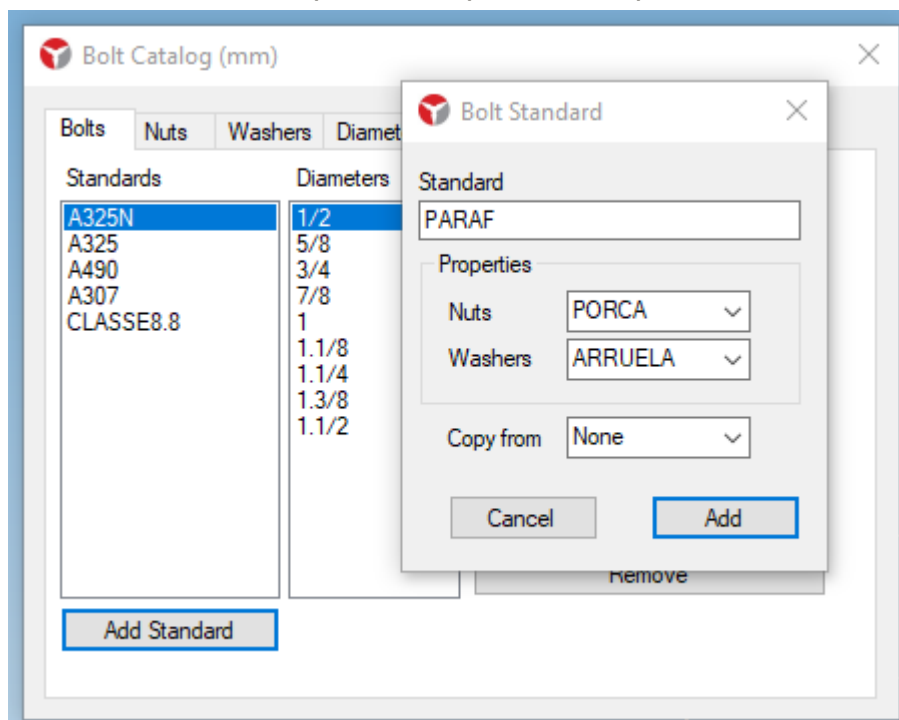 Bolt Catalog (mm)
Bolts Nuts Washers
Standards Diameters
A325N
A325
A490
A307
CLASSE8.8
1/2
5/8
3/4
7/8
1
1.1/8
1.1/4
1.3/8
1.1/2
Add Standard
Remove
Bolt Standard
Standard
PARAF
Properties
Nuts PORCA
Washers ARRUELA
Copy from None
Cancel Add